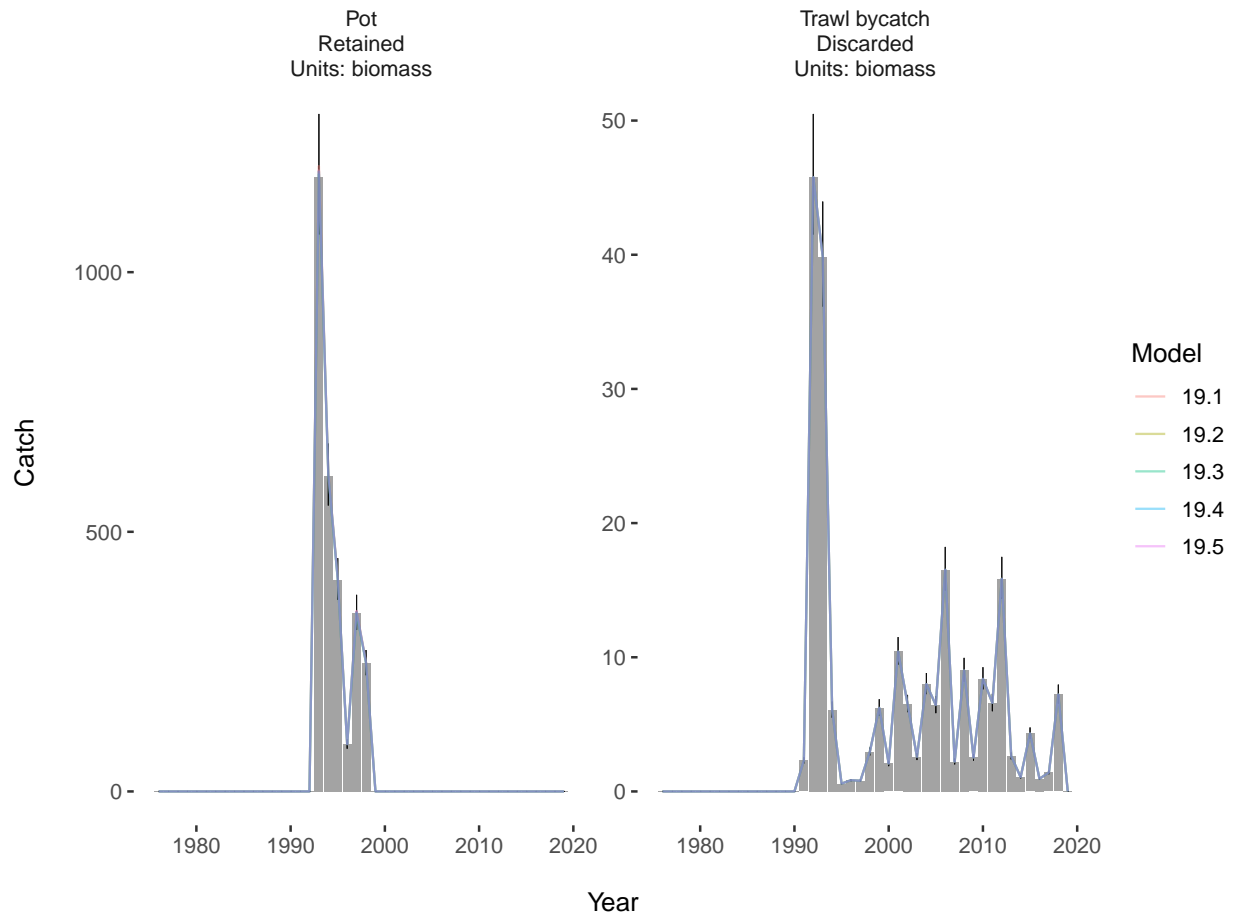 Pot
Retained
Units: biomass
Trawl bycatch
Discarded
Units: biomass
1000
500
0
50
40
30
20
10
0
Catch
1980 1990 2000 2010 2020
1980 1990 2000 2010 2020
Year
Model
19.1
19.2
19.3
19.4
19.5